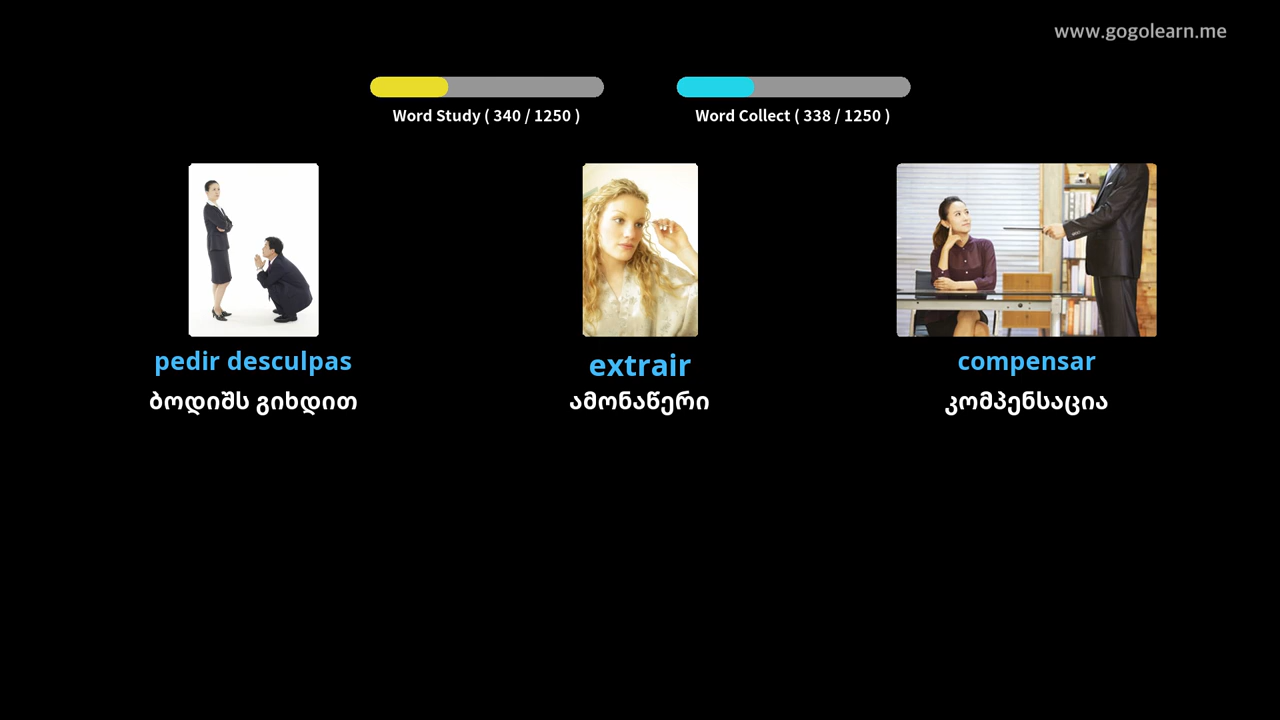 www.gogolearn.me
Word Study ( 340 / 1250 )
Word Collect ( 338 / 1250 )
pedir desculpas
ბოდიშს გიხდით
extrair
ამონაწერი
compensar
კომპენსაცია